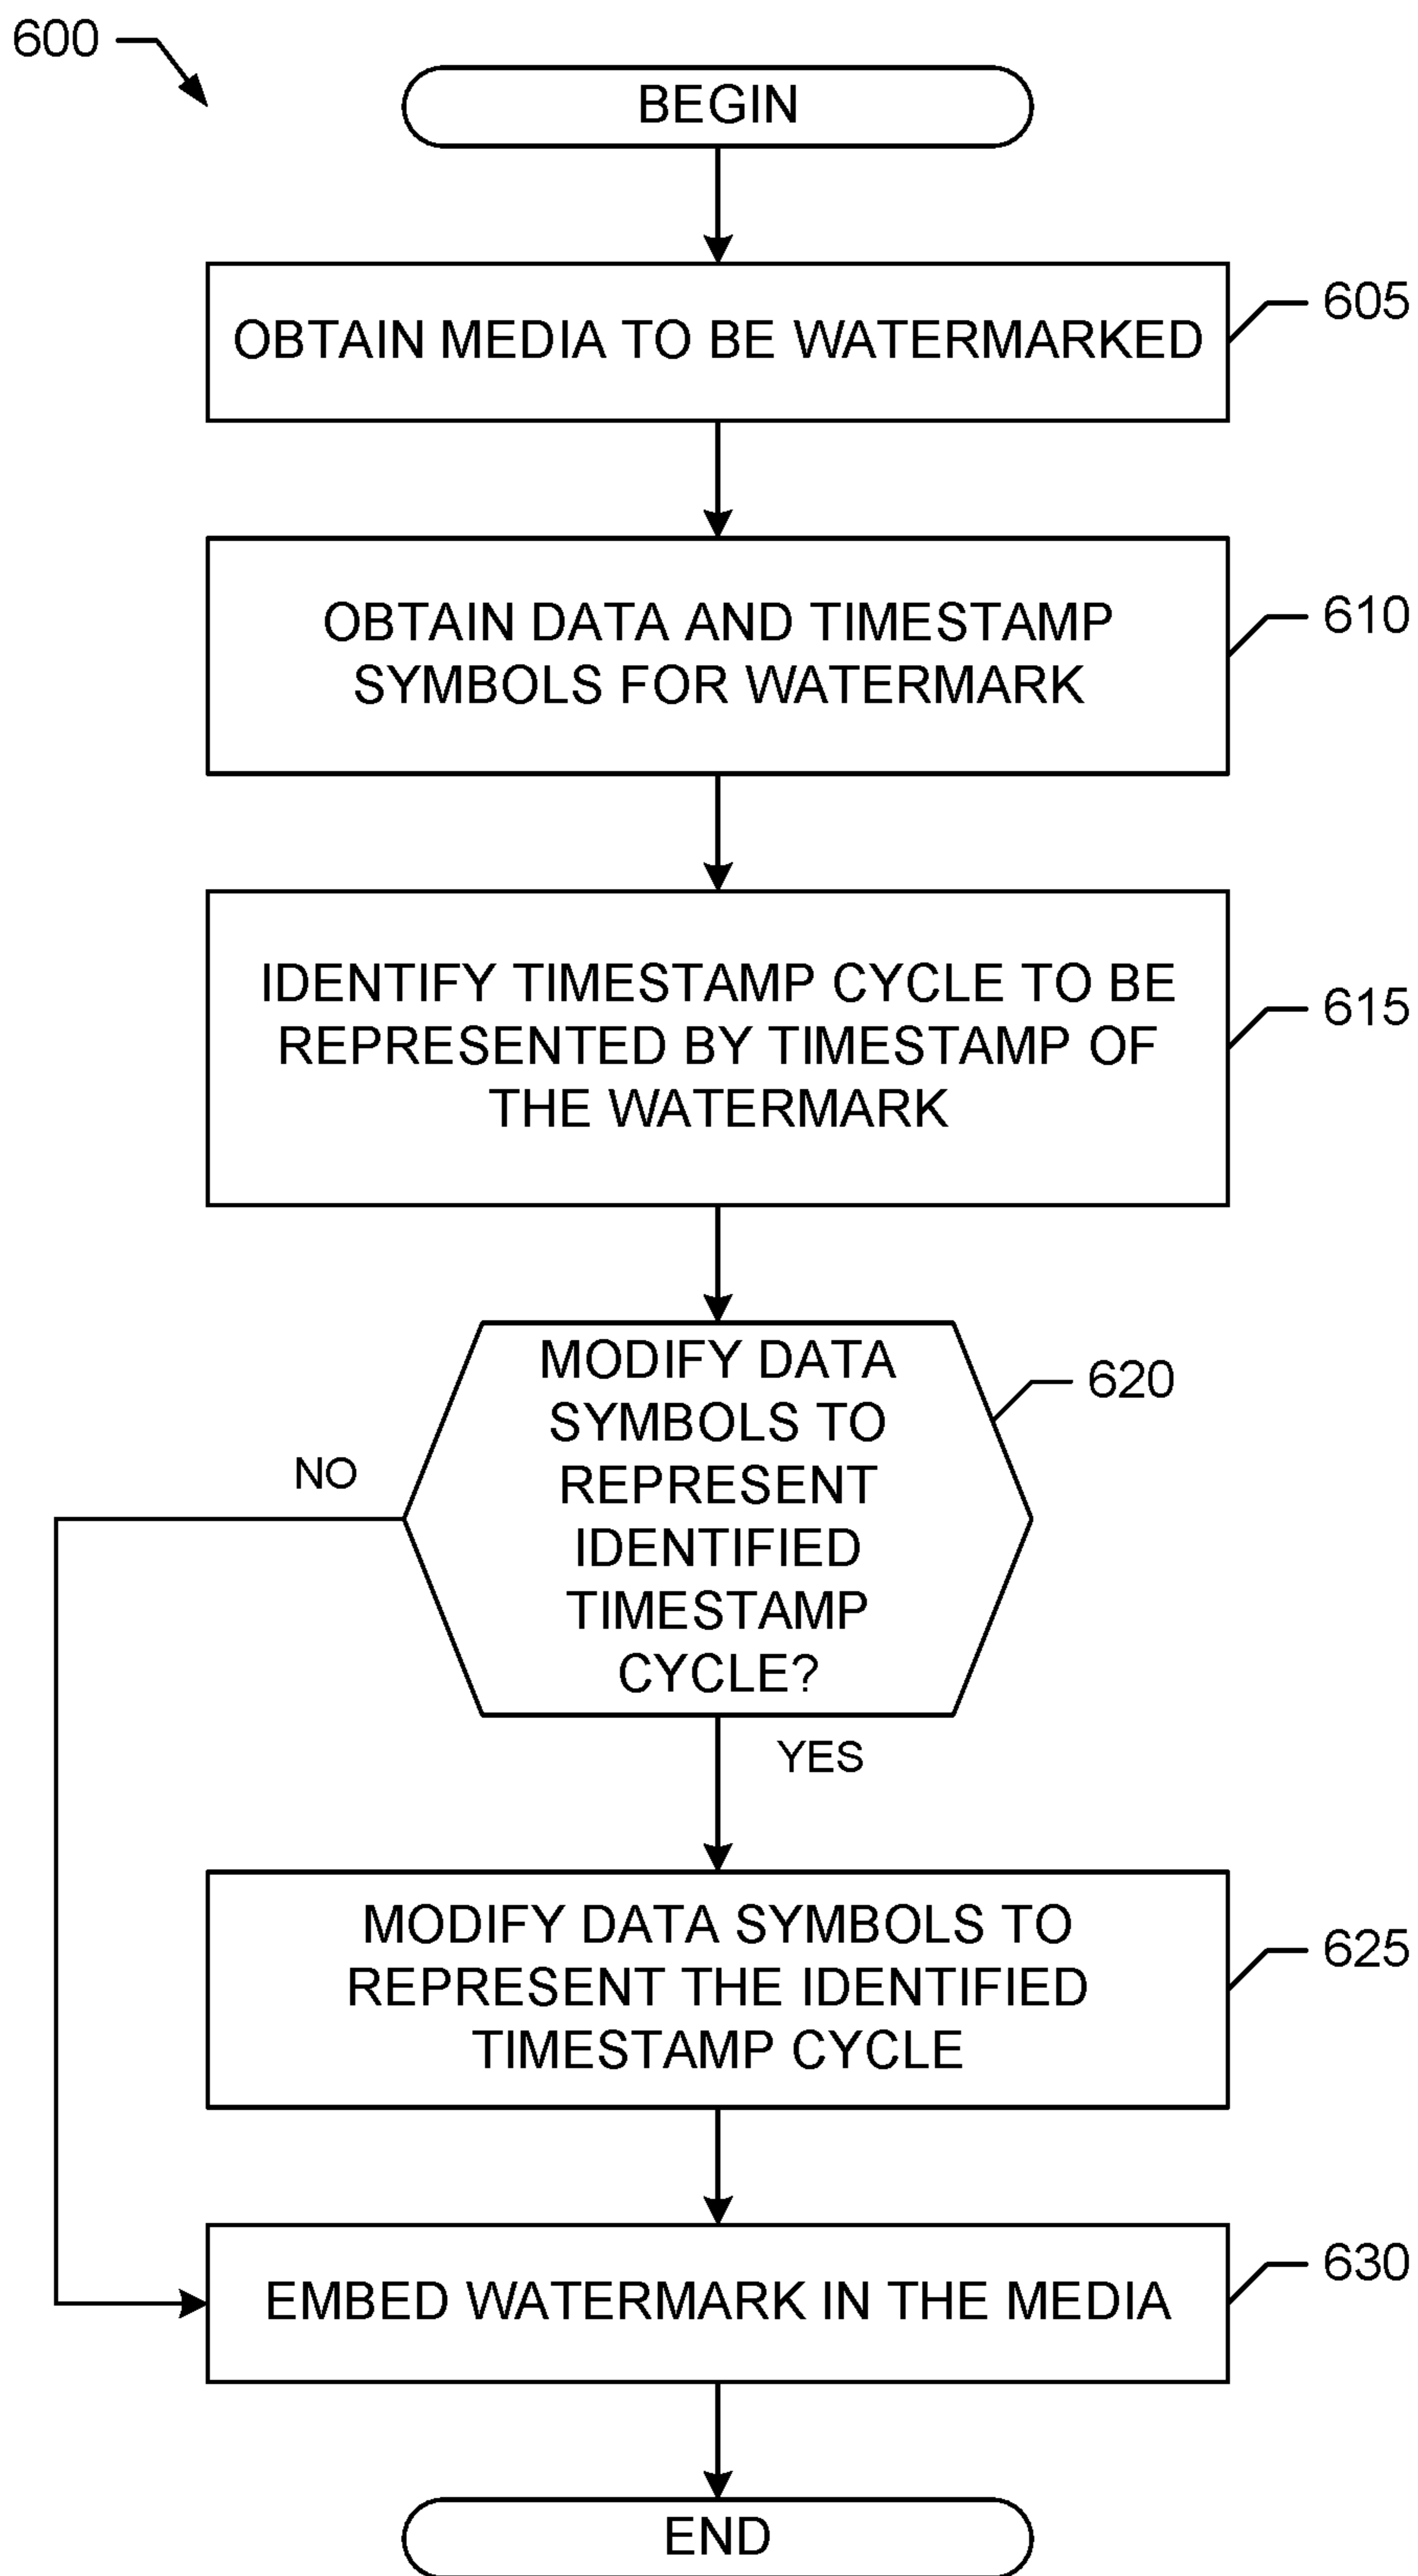 600
BEGIN
OBTAIN MEDIA TO BE WATERMARKED
605
OBTAIN DATA AND TIMESTAMP
SYMBOLS FOR WATERMARK
610
IDENTIFY TIMESTAMP CYCLE TO BE
REPRESENTED BY TIMESTAMP OF
THE WATERMARK
615
MODIFY DATA
SYMBOLS TO
REPRESENT
IDENTIFIED
TIMESTAMP
CYCLE?
620
NO
YES
MODIFY DATA SYMBOLS TO
REPRESENT THE IDENTIFIED
TIMESTAMP CYCLE
625
EMBED WATERMARK IN THE MEDIA
630
END